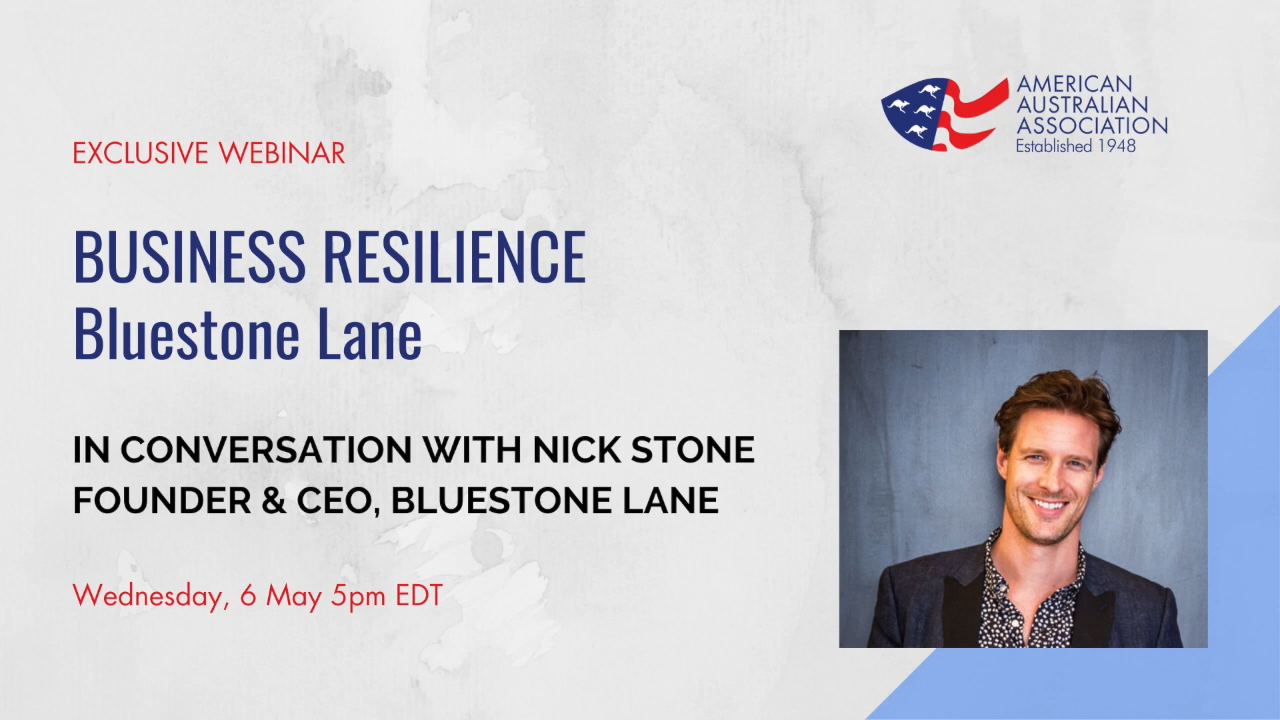 AMERICAN
AUSTRALIAN
ASSOCIATION
Established 1948
EXCLUSIVE WEBINAR
BUSINESS RESILIENCE
Bluestone Lane
IN CONVERSATION WITH NICK STONE
FOUNDER & CEO, BLUESTONE LANE
Wednesday, 6 May 5pm EDT